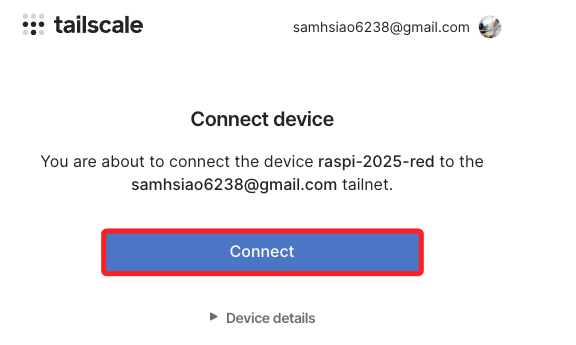 tailscale
samhsiao6238@gmail.com
Connect device
You are about to connect the device raspi-2025-red to the
samhsiao6238@gmail.com tailnet.
Connect
Device details